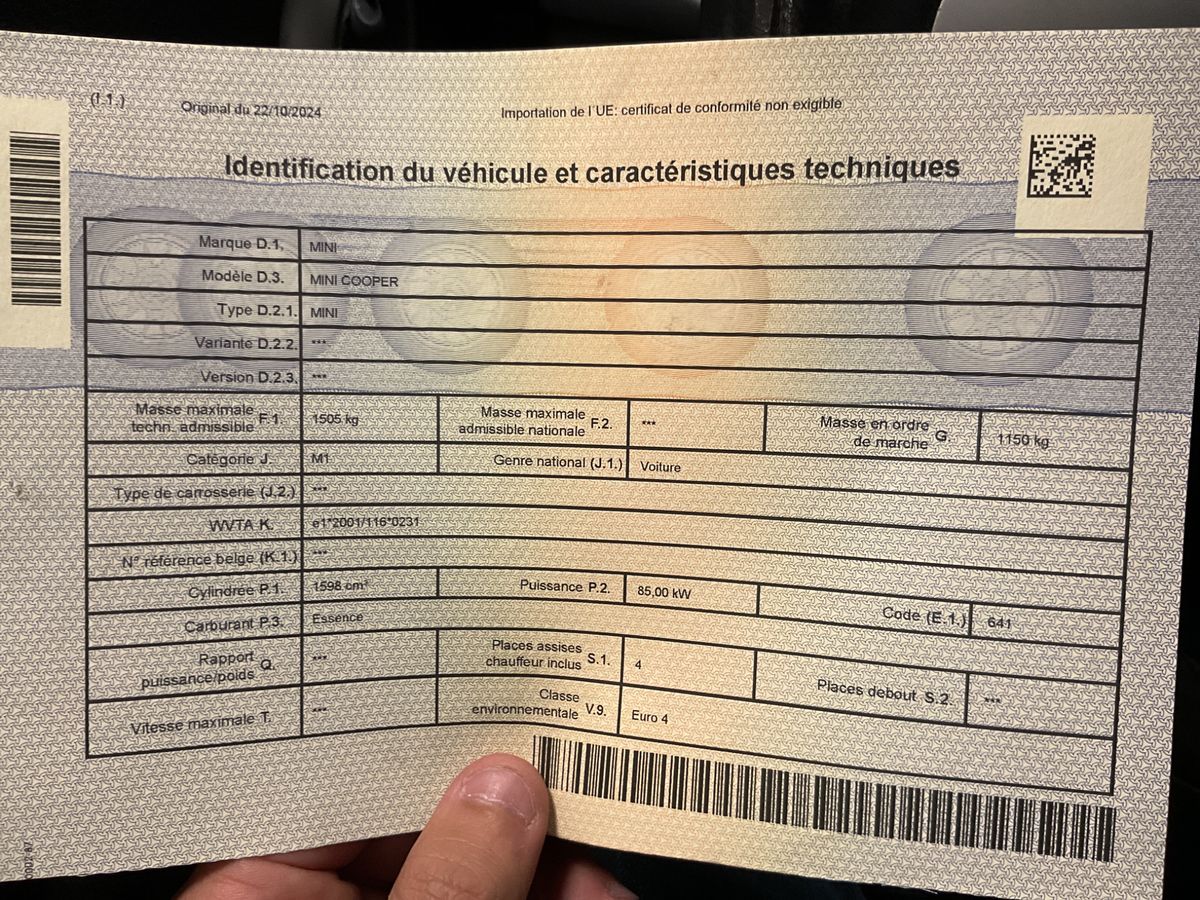 (I.1.)
Original du 22/10/2024
Importation de l'UE: certificat de conformité non exigible
Identification du véhicule et caractéristiques techniques
Marque D.1. MINI
Modèle D.3. MINI COOPER
Type D.2.1. MINI
Variante D.2.2. ***
Version D.2.3. ***
Masse maximale techn. admissible F.1. 1505 kg Masse maximale admissible nationale F.2. *** Masse en ordre de marche G. 1150 kg
Catégorie J. M1 Genre national (J.1.) Voiture
Type de carrosserie (J.2.) ***
WVTA K. e1*2001/116*0231
N° référence belge (K.1.) ***
Cylindrée P.1. 1598 cm³ Puissance P.2. 85,00 kW Code (E.1.) 641
Carburant P.3. Essence
Rapport puissance/poids Q. *** Places assises chauffeur inclus S.1. 4 Places debout S.2. ***
Vitesse maximale T. *** Classe environnementale V.9. Euro 4